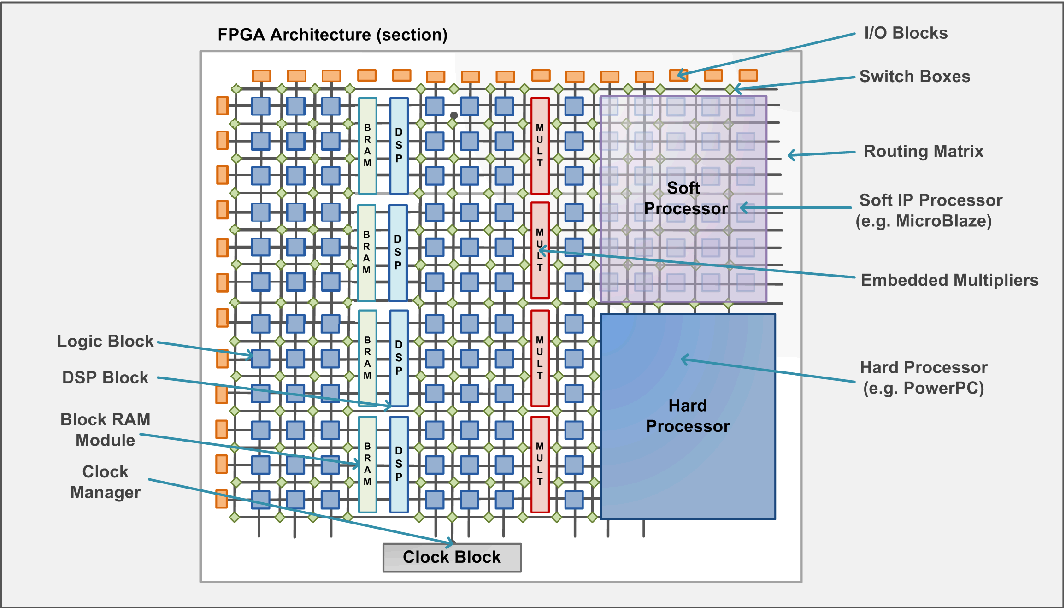 FPGA Architecture (section)
I/O Blocks
Switch Boxes
Routing Matrix
Soft IP Processor
(e.g. MicroBlaze)
Embedded Multipliers
Hard Processor
(e.g. PowerPC)
Logic Block
DSP Block
Block RAM
Module
Clock
Manager
BRAM
DSP
MULT
BRAM
DSP
MULT
BRAM
DSP
MULT
BRAM
DSP
MULT
Soft
Processor
Hard
Processor
Clock Block